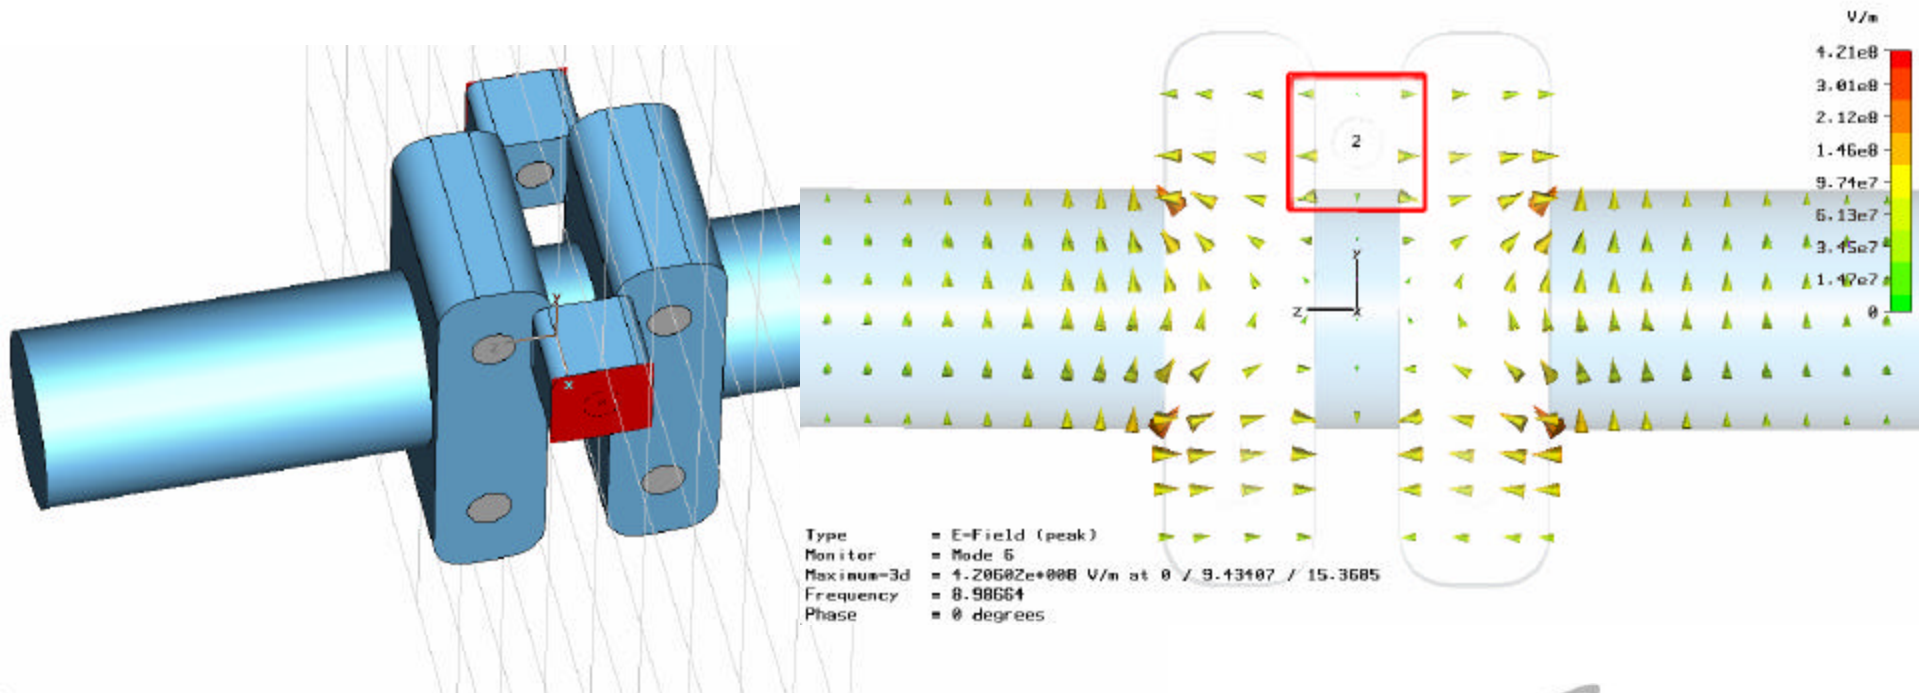 V/m
4.21e8
3.01e8
2.12e8
1.46e8
9.74e7
6.13e7
3.45e7
1.47e7
0
2
y
z
x
y
z
x
Type = E-Field (peak)
Monitor = Mode 6
Maximum-3d = 4.20602e+008 V/m at 0 / 9.43407 / 15.3685
Frequency = 8.98664
Phase = 0 degrees